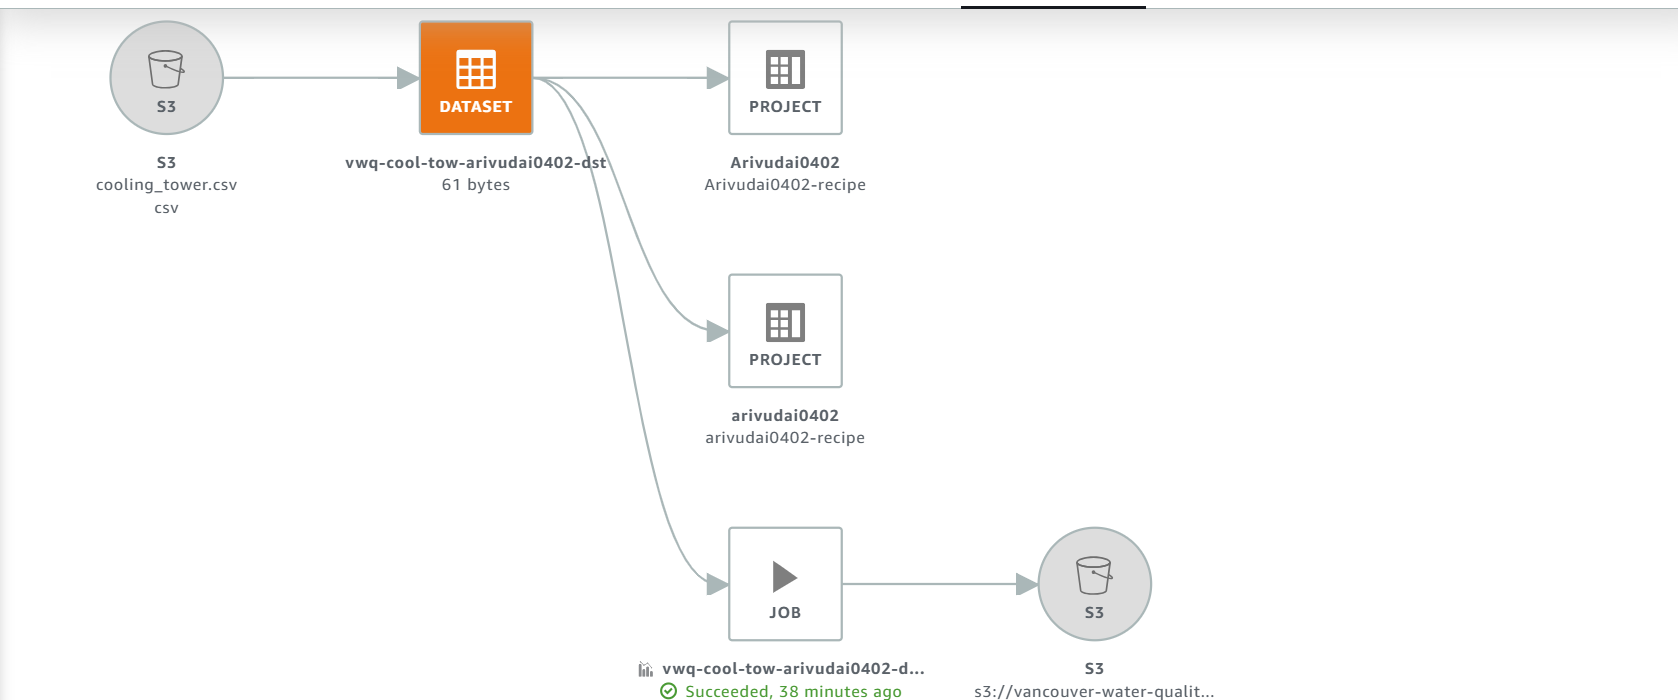 S3
DATASET
PROJECT
S3
cooling_tower.csv
csv
vwq-cool-tow-arivudai0402-dst
61 bytes
Arivudai0402
Arivudai0402-recipe
PROJECT
arivudai0402
arivudai0402-recipe
JOB
S3
vwq-cool-tow-arivudai0402-d...
Succeeded, 38 minutes ago
S3
s3://vancouver-water-qualit...